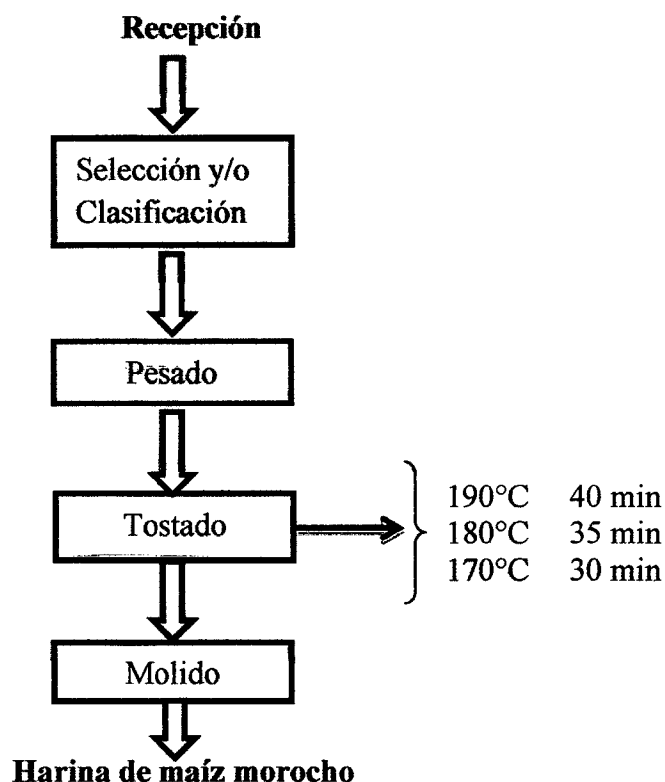 Recepción
Selección y/o
Clasificación
Pesado
Tostado
190°C 40 min
180°C 35 min
170°C 30 min
Molido
Harina de maíz morocho